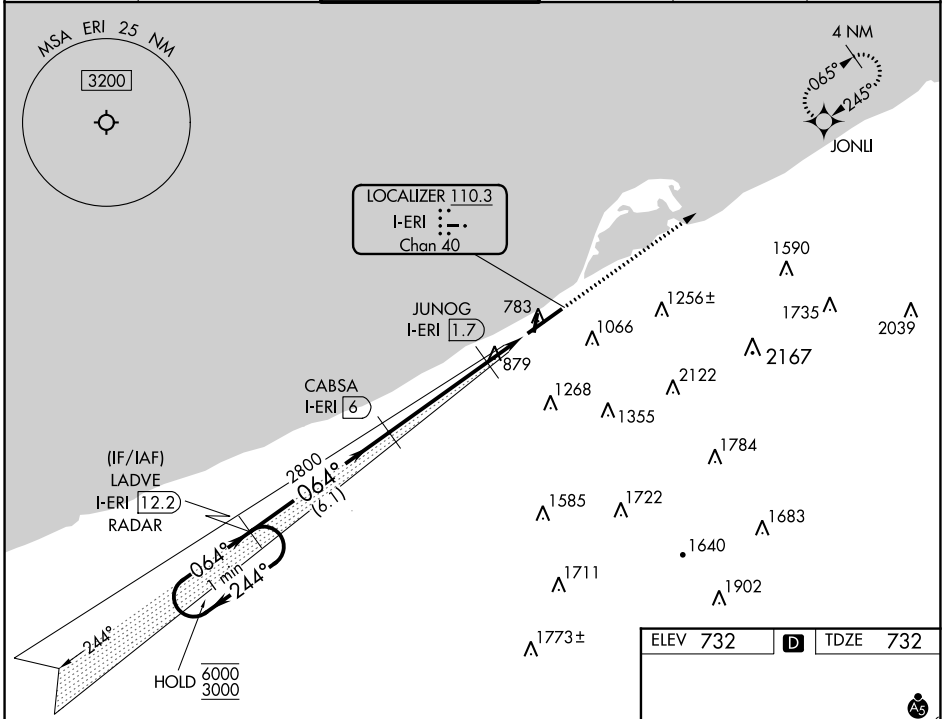 MSA ERI 25 NM
3200
4 NM
065°
245°
JONLI
LOCALIZER 110.3
I-ERI
Chan 40
1590
1735
2039
1256±
1066
2167
JUNOG
I-ERI 1.7
783
879
CABSA
I-ERI 6
1268
2122
1355
1784
(IF/IAF)
LADVE
I-ERI 12.2
RADAR
2800
064°
(6.1)
1585
1722
1683
1640
064°
1 min
244°
1711
1902
244°
1773±
HOLD 6000
3000
ELEV 732 D TDZE 732
A5